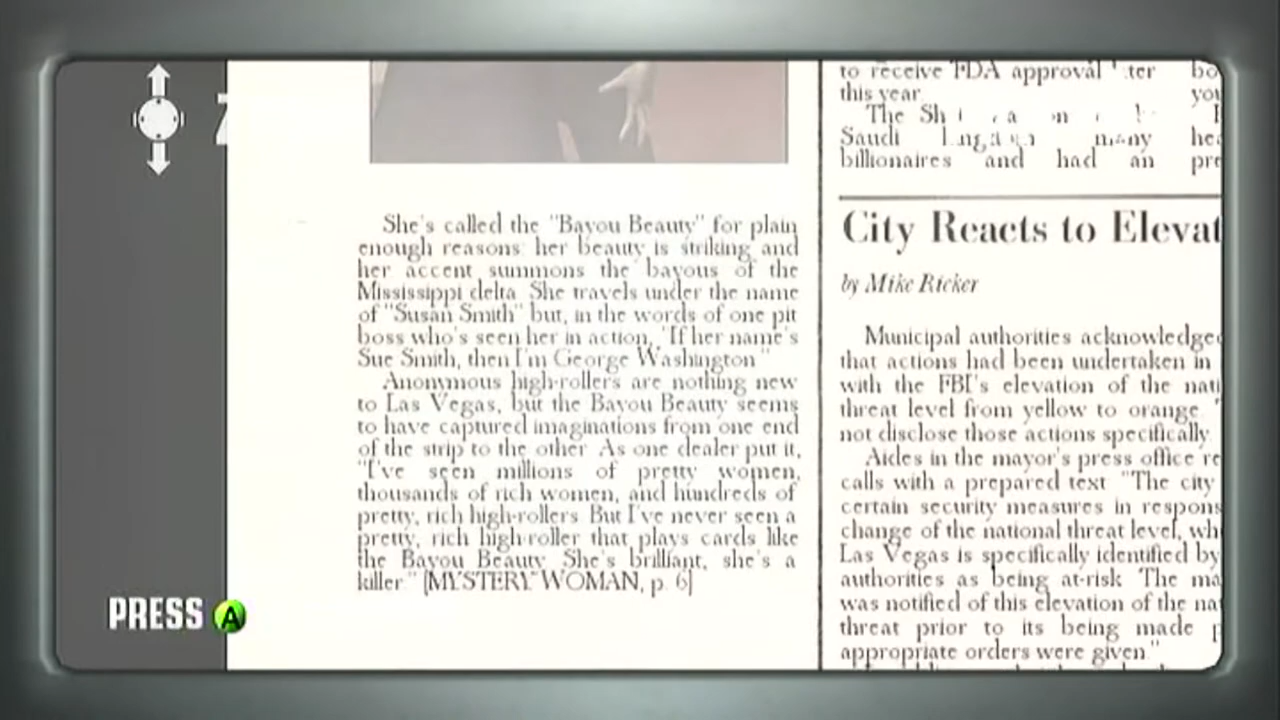 She's called the "Bayou Beauty" for plain
enough reasons: her beauty is striking and
her accent summons the bayous of the
Mississippi delta. She travels under the name
of "Susan Smith" but, in the words of one pit
boss who's seen her in action, "If her name's
Sue Smith, then I'm George Washington."
Anonymous high-rollers are nothing new
to Las Vegas, but the Bayou Beauty seems
to have captured imaginations from one end
of the strip to the other. As one dealer put it,
"I've seen millions of pretty women,
thousands of rich women, and hundreds of
pretty, rich high-rollers. But I've never seen a
pretty, rich high-roller that plays cards like
the Bayou Beauty. She's brilliant, she's a
killer." [MYSTERY WOMAN, p. 6]
to receive FDA approval
this year.
The
Saudi many
billionaires and had an
City Reacts to Elevat
by Mike Ricker
Municipal authorities acknowledged
that actions had been undertaken in
with the FBI's elevation of the nati
threat level from yellow to orange.
not disclose those actions specifically.
Aides in the mayor's press office re
calls with a prepared text: "The city
certain security measures in respons
change of the national threat level, wh
Las Vegas is specifically identified by
authorities as being at-risk. The ma
was notified of this elevation of the na
threat prior to its being made p
appropriate orders were given."
PRESS A